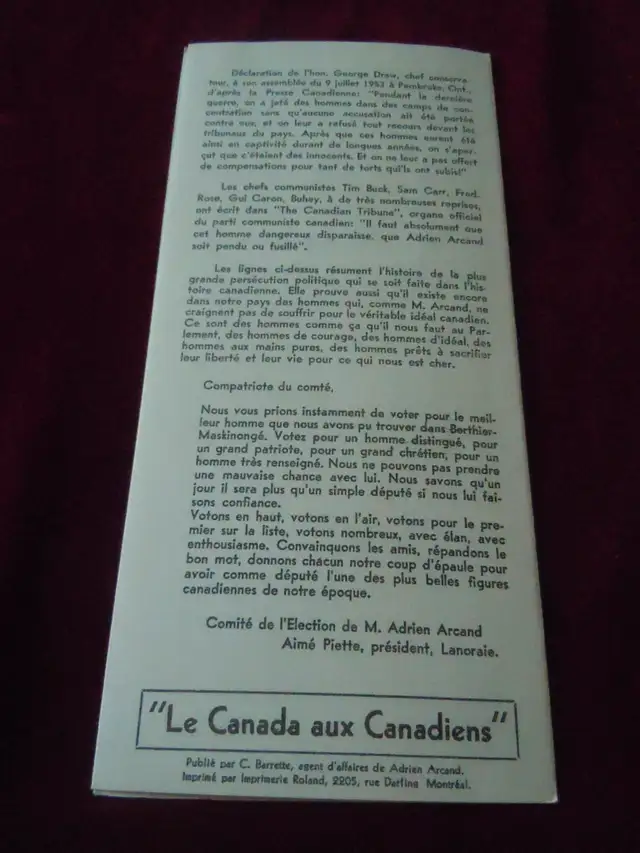 Déclaration de l'hon. George Drew, chef conserva-
teur, à son assemblée du 9 juillet 1953 à Pembroke, Ont.,
d'après la Presse Canadienne: "Pendant la dernière
guerre, on a jeté des hommes dans des camps de con-
centration sans qu'aucune accusation ait été portée
contre eux, et on leur a refusé tout recours devant les
tribunaux du pays. Après que ces hommes eurent été
ainsi en captivité durant de longues années, on s'aper-
çut que c'étaient des innocents. Et on ne leur a pas offert
de compensations pour tant de torts qu'ils ont subis!"
Les chefs communistes Tim Buck, Sam Carr, Fred.
Rose, Gui Caron, Buhay, à de très nombreuses reprises,
ont écrit dans "The Canadian Tribune", organe officiel
du parti communiste canadien: "Il faut absolument que
cet homme dangereux disparaisse, que Adrien Arcand
soit pendu ou fusillé".
Les lignes ci-dessus résument l'histoire de la plus
grande persécution politique qui se soit faite dans l'his-
toire canadienne. Elle prouve aussi qu'il existe encore
dans notre pays des hommes qui, comme M. Arcand, ne
craignent pas de souffrir pour le véritable idéal canadien.
Ce sont des hommes comme ça qu'il nous faut au Par-
lement, des hommes de courage, des hommes d'idéal, des
hommes aux mains pures, des hommes prêts à sacrifier
leur liberté et leur vie pour ce qui nous est cher.
Compatriote du comté,
Nous vous prions instamment de voter pour le meil-
leur homme que nous avons pu trouver dans Berthier-
Maskinongé. Votez pour un homme distingué, pour
un grand patriote, pour un grand chrétien, pour un
homme très renseigné. Nous ne pouvons pas prendre
une mauvaise chance avec lui. Nous savons qu'un
jour il sera plus qu'un simple député si nous lui fai-
sons confiance.
Votons en haut, votons en l'air, votons pour le pre-
mier sur la liste, votons nombreux, avec élan, avec
enthousiasme. Convainquons les amis, répandons le
bon mot, donnons chacun notre coup d'épaule pour
avoir comme député l'une des plus belles figures
canadiennes de notre époque.
Comité de l'Election de M. Adrien Arcand
Aimé Piette, président, Lanoraie.
"Le Canada aux Canadiens"
Publié par C. Barrette, agent d'affaires de Adrien Arcand.
Imprimé par Imprimerie Roland, 2205, rue Darling Montréal.